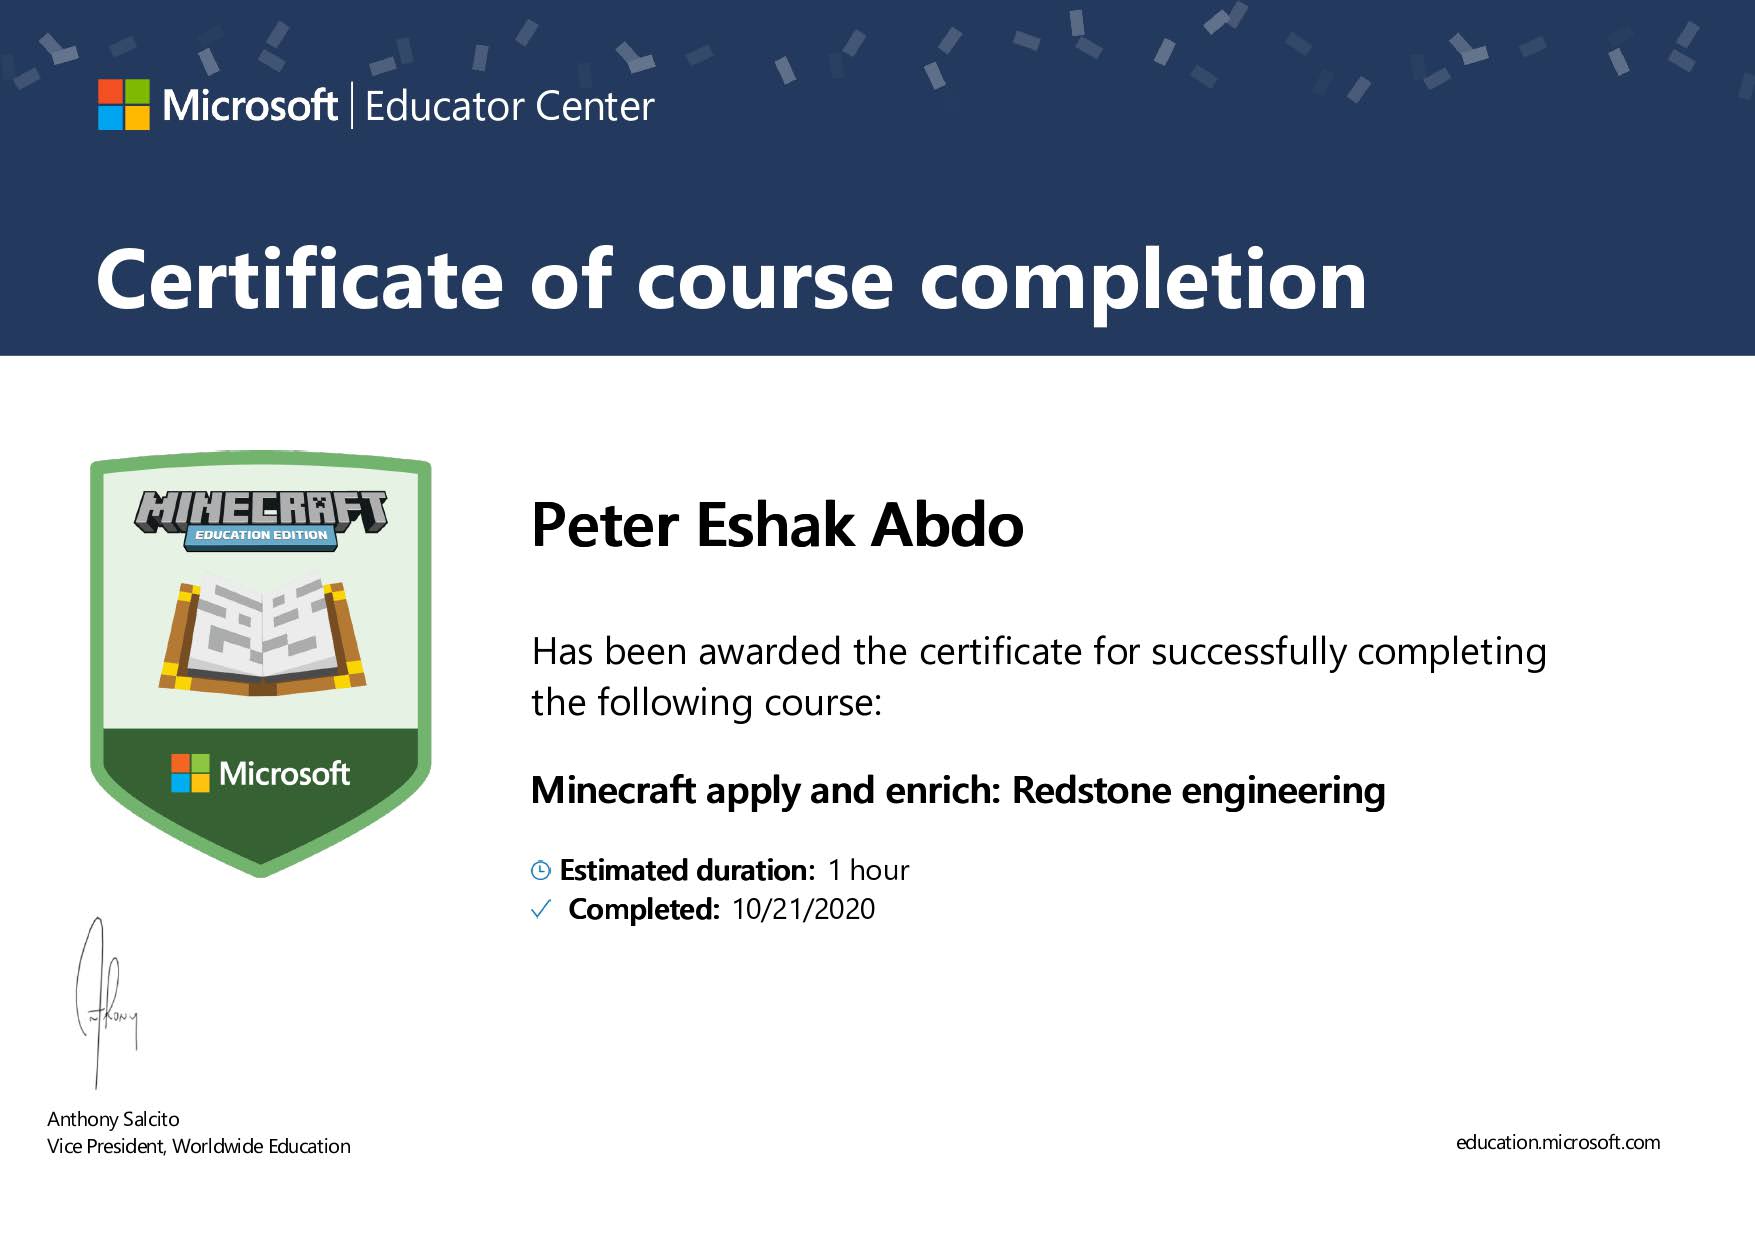 Microsoft | Educator Center
Certificate of course completion
MINECRAFT
EDUCATION EDITION
Microsoft
Peter Eshak Abdo
Has been awarded the certificate for successfully completing
the following course:
Minecraft apply and enrich: Redstone engineering
Estimated duration: 1 hour
Completed: 10/21/2020
Anthony
Anthony Salcito
Vice President, Worldwide Education
education.microsoft.com